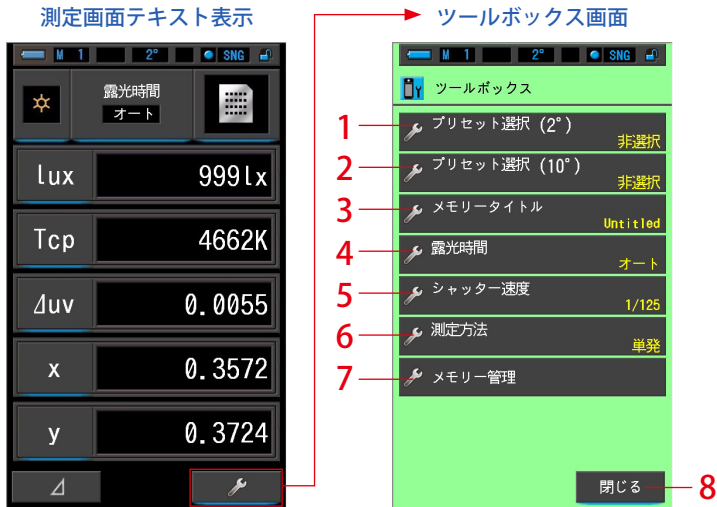 測定画面テキスト表示
M 1 2° SNG
露光時間
オート
lux 999lx
Tcp 4662K
⊿uv 0.0055
x 0.3572
y 0.3724
⊿
ツールボックス画面
M 1 2° SNG
ツールボックス
1 プリセット選択 (2°)
非選択
2 プリセット選択 (10°)
非選択
3 メモリータイトル
Untitled
4 露光時間
オート
5 シャッター速度
1/125
6 測定方法
単発
7 メモリー管理
閉じる 8